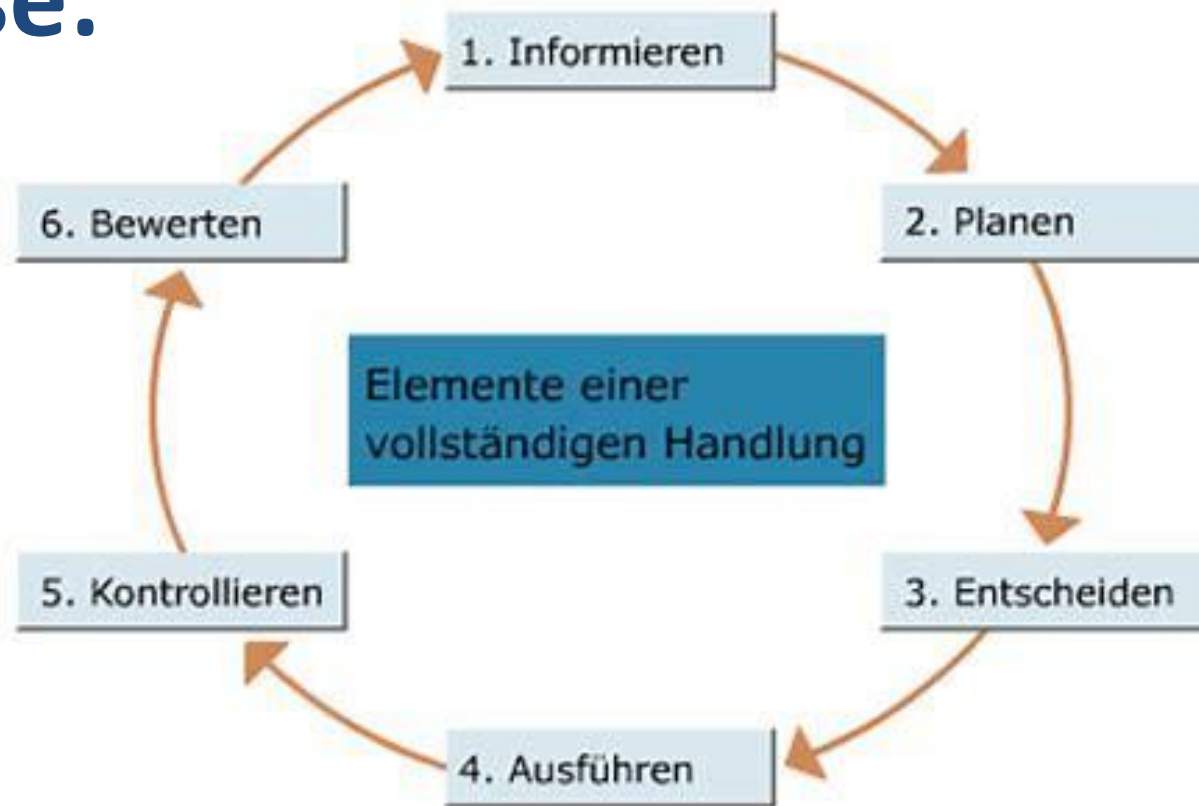 1. Informieren
2. Planen
3. Entscheiden
4. Ausführen
5. Kontrollieren
6. Bewerten
Elemente einer
vollständigen Handlung